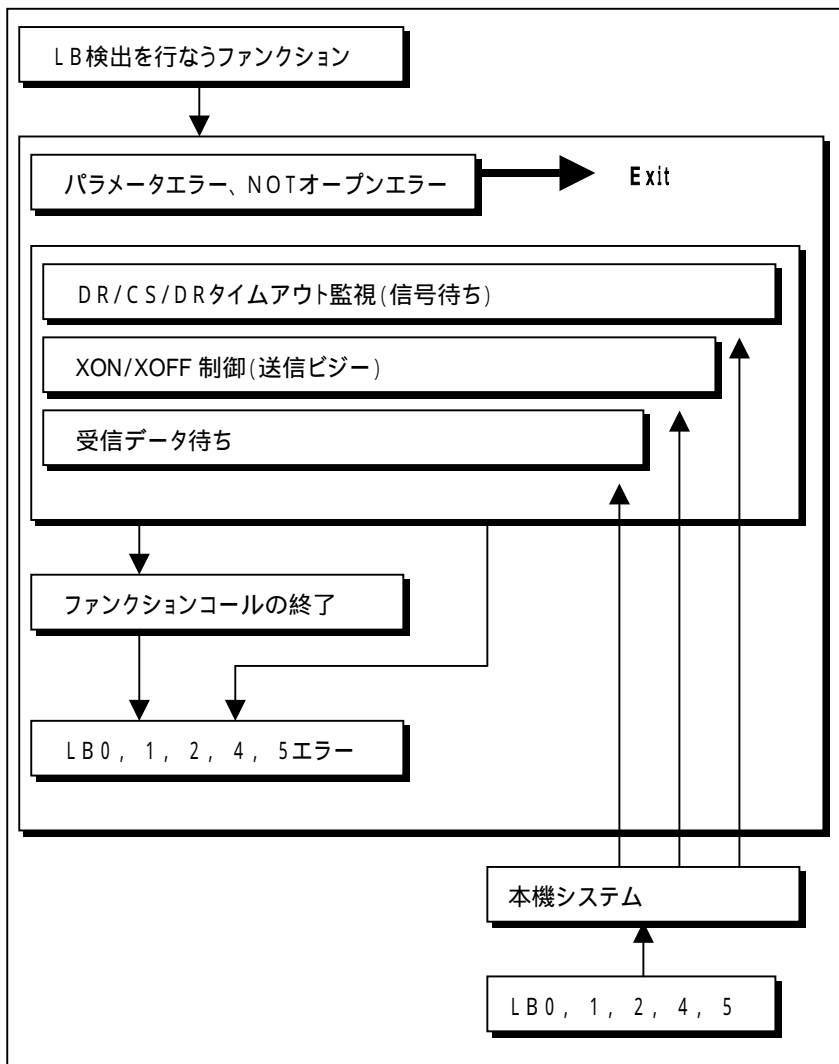 LB検出を行なうファンクション
パラメータエラー、NOTオープンエラー
Exit
DR/CS/DRタイムアウト監視(信号待ち)
XON/XOFF 制御(送信ビジー)
受信データ待ち
ファンクションコールの終了
LB0, 1, 2, 4, 5エラー
本機システム
LB0, 1, 2, 4, 5